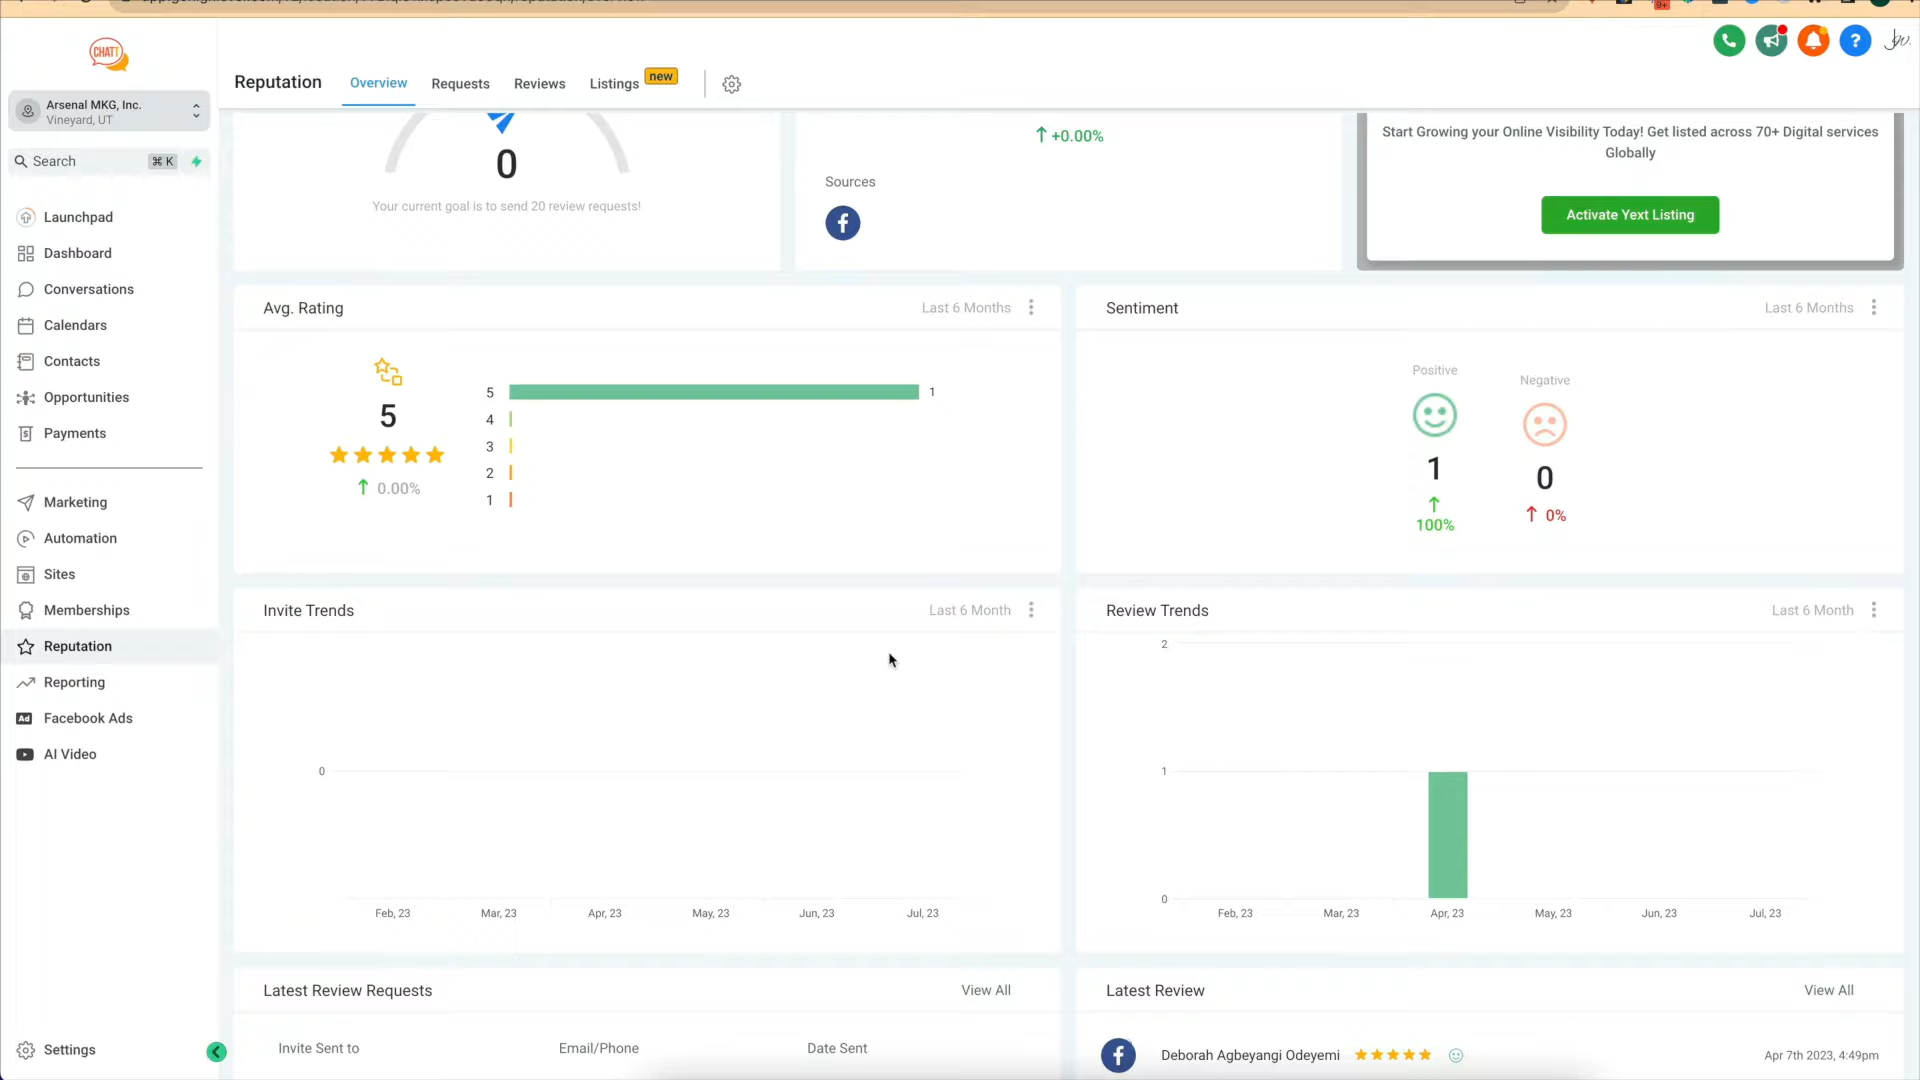 9+
CHATT
Arsenal MKG, Inc.
Vineyard, UT
Search
⌘ K
Launchpad
Dashboard
Conversations
Calendars
Contacts
Opportunities
Payments
Marketing
Automation
Sites
Memberships
Reputation
Reporting
Ad
Facebook Ads
AI Video
Settings
Reputation
Overview
Requests
Reviews
Listings
new
?
0
Your current goal is to send 20 review requests!
+0.00%
Sources
f
Start Growing your Online Visibility Today! Get listed across 70+ Digital services
Globally
Activate Yext Listing
Avg. Rating
Last 6 Months
5
0.00%
5
1
4
3
2
1
Sentiment
Last 6 Months
Positive
1
100%
Negative
0
0%
Invite Trends
Last 6 Month
0
Feb, 23
Mar, 23
Apr, 23
May, 23
Jun, 23
Jul, 23
Review Trends
Last 6 Month
2
1
0
Feb, 23
Mar, 23
Apr, 23
May, 23
Jun, 23
Jul, 23
Latest Review Requests
View All
Invite Sent to
Email/Phone
Date Sent
Latest Review
View All
f
Deborah Agbeyangi Odeyemi
Apr 7th 2023, 4:49pm